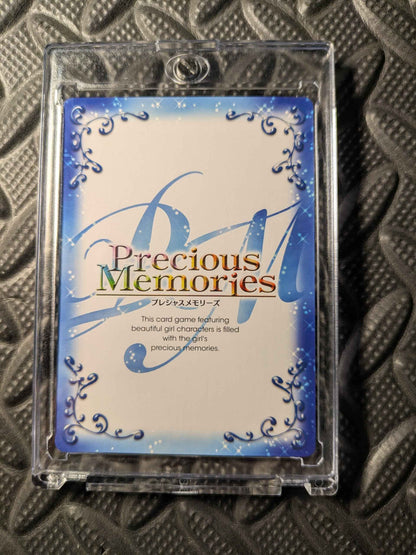 PM
Precious
Memories
プレシャスメモリーズ
This card game featuring
beautiful girl characters is filled
with the girl's
precious memories.